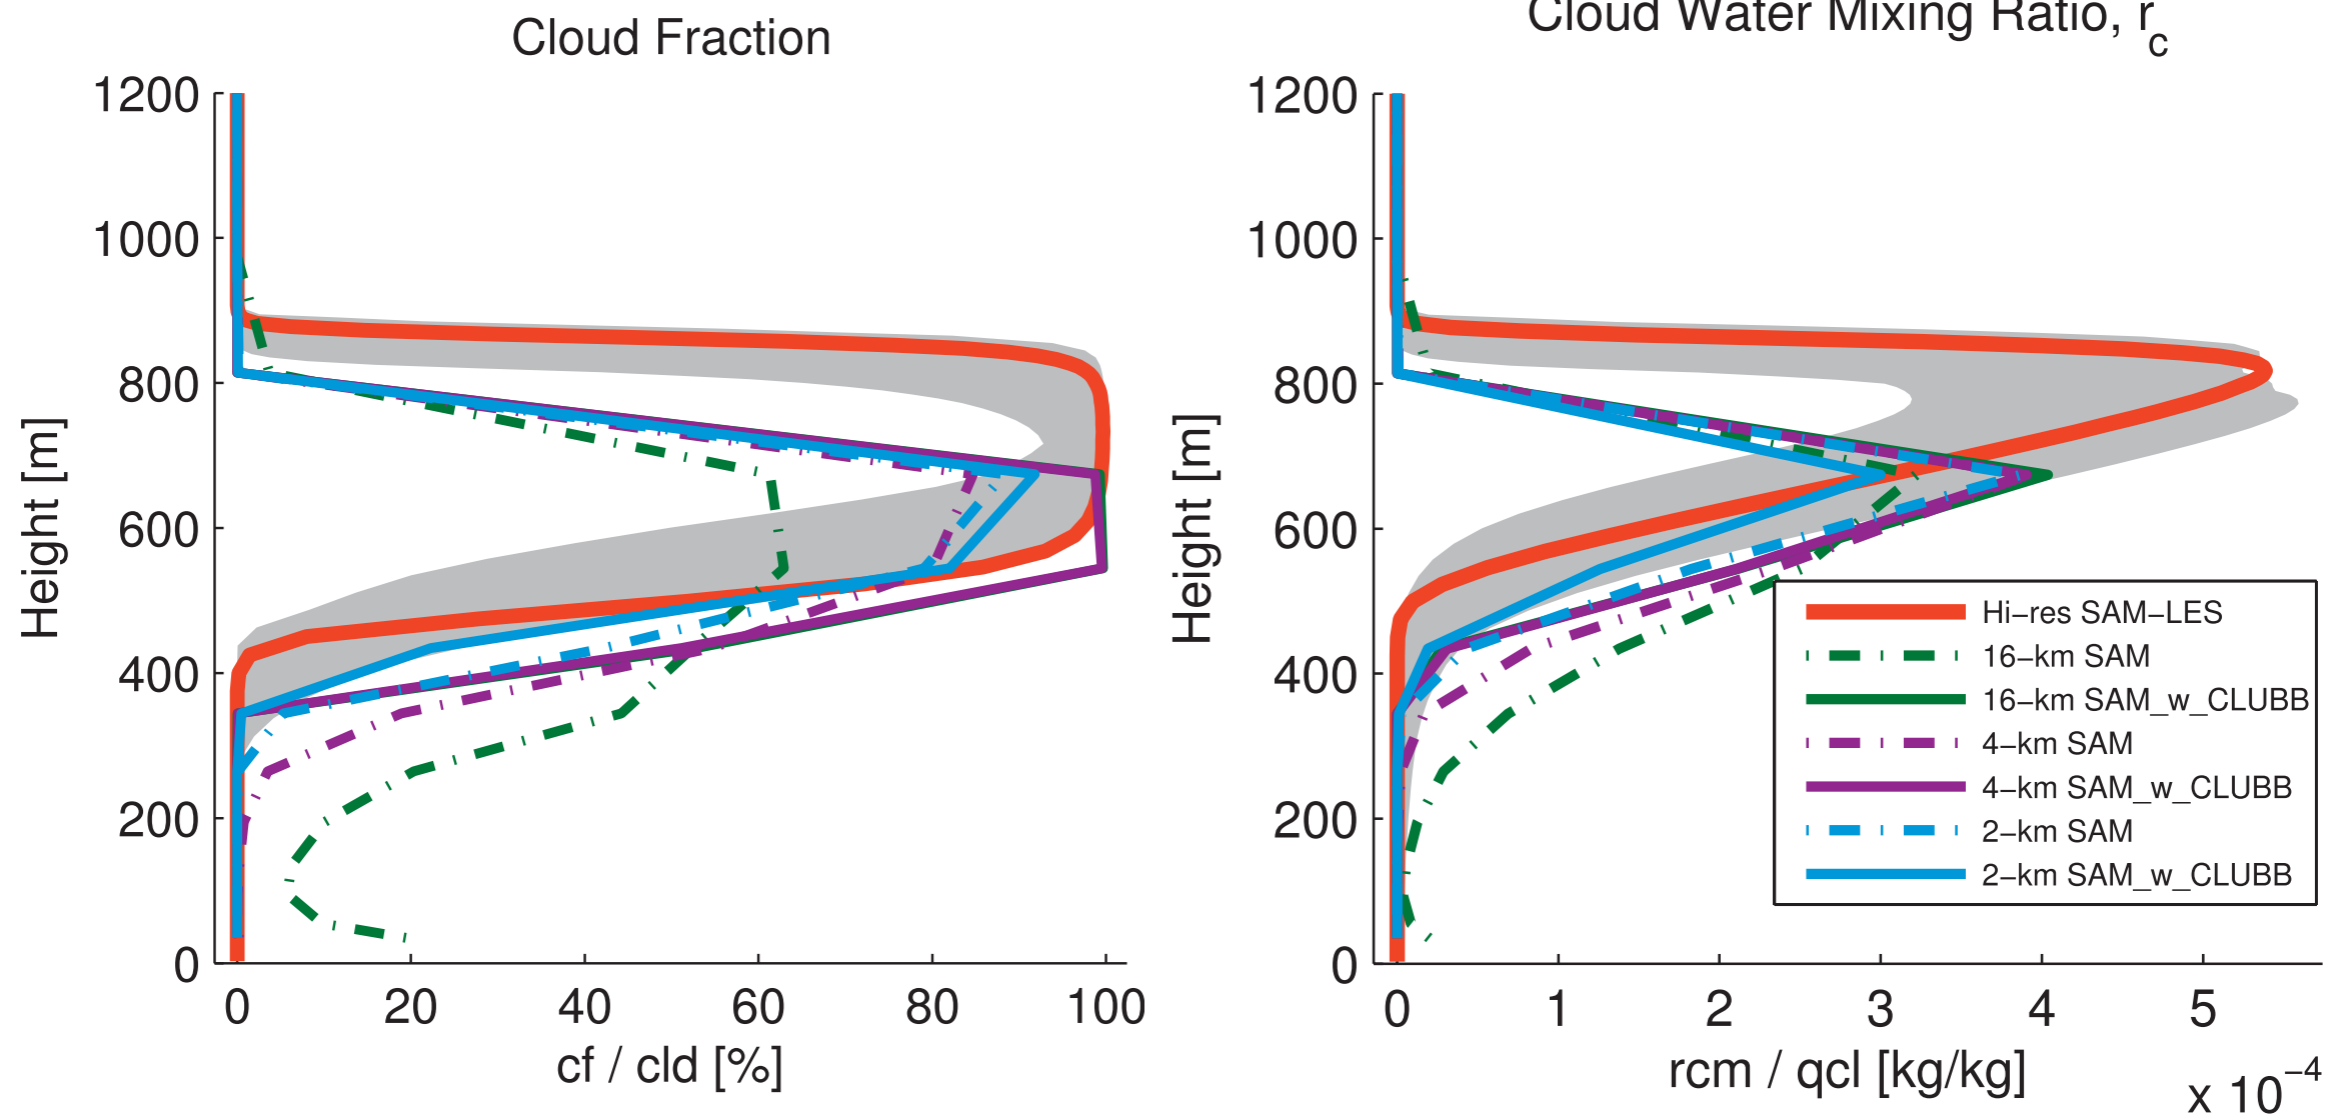 Cloud Fraction
1200
1000
800
600
400
200
0
Height [m]
0 20 40 60 80 100
cf / cld [%]
Cloud Water Mixing Ratio, rc
1200
1000
800
600
400
200
0
Height [m]
0 1 2 3 4 5
rcm / qcl [kg/kg]
x 10−4
Hi−res SAM−LES
16−km SAM
16−km SAM_w_CLUBB
4−km SAM
4−km SAM_w_CLUBB
2−km SAM
2−km SAM_w_CLUBB